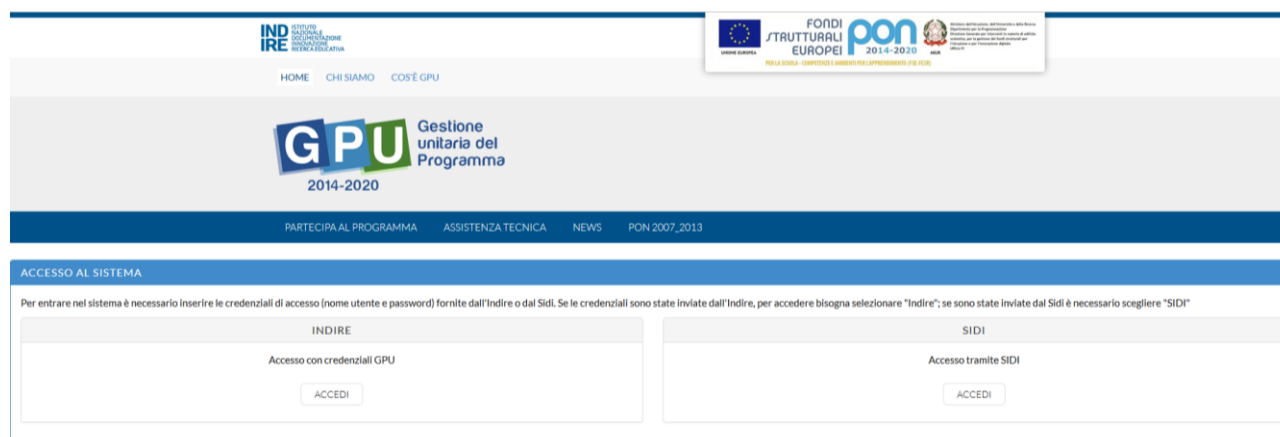 INDIRE
ISTITUTO
NAZIONALE
DOCUMENTAZIONE
INNOVAZIONE
RICERCA EDUCATIVA
UNIONE EUROPEA
FONDI
STRUTTURALI
EUROPEI
pon
2014-2020
MIUR
PER LA SCUOLA - COMPETENZE E AMBIENTI PER L'APPRENDIMENTO (FSE-FESR)
HOME CHI SIAMO COS'È GPU
GPU
Gestione
unitaria del
Programma
2014-2020
PARTECIPA AL PROGRAMMA ASSISTENZA TECNICA NEWS PON 2007_2013
ACCESSO AL SISTEMA
Per entrare nel sistema è necessario inserire le credenziali di accesso (nome utente e password) fornite dall'Indire o dal Sidi. Se le credenziali sono state inviate dall'Indire, per accedere bisogna selezionare "Indire"; se sono state inviate dal Sidi è necessario scegliere "SIDI"
INDIRE
Accesso con credenziali GPU
ACCEDI
SIDI
Accesso tramite SIDI
ACCEDI